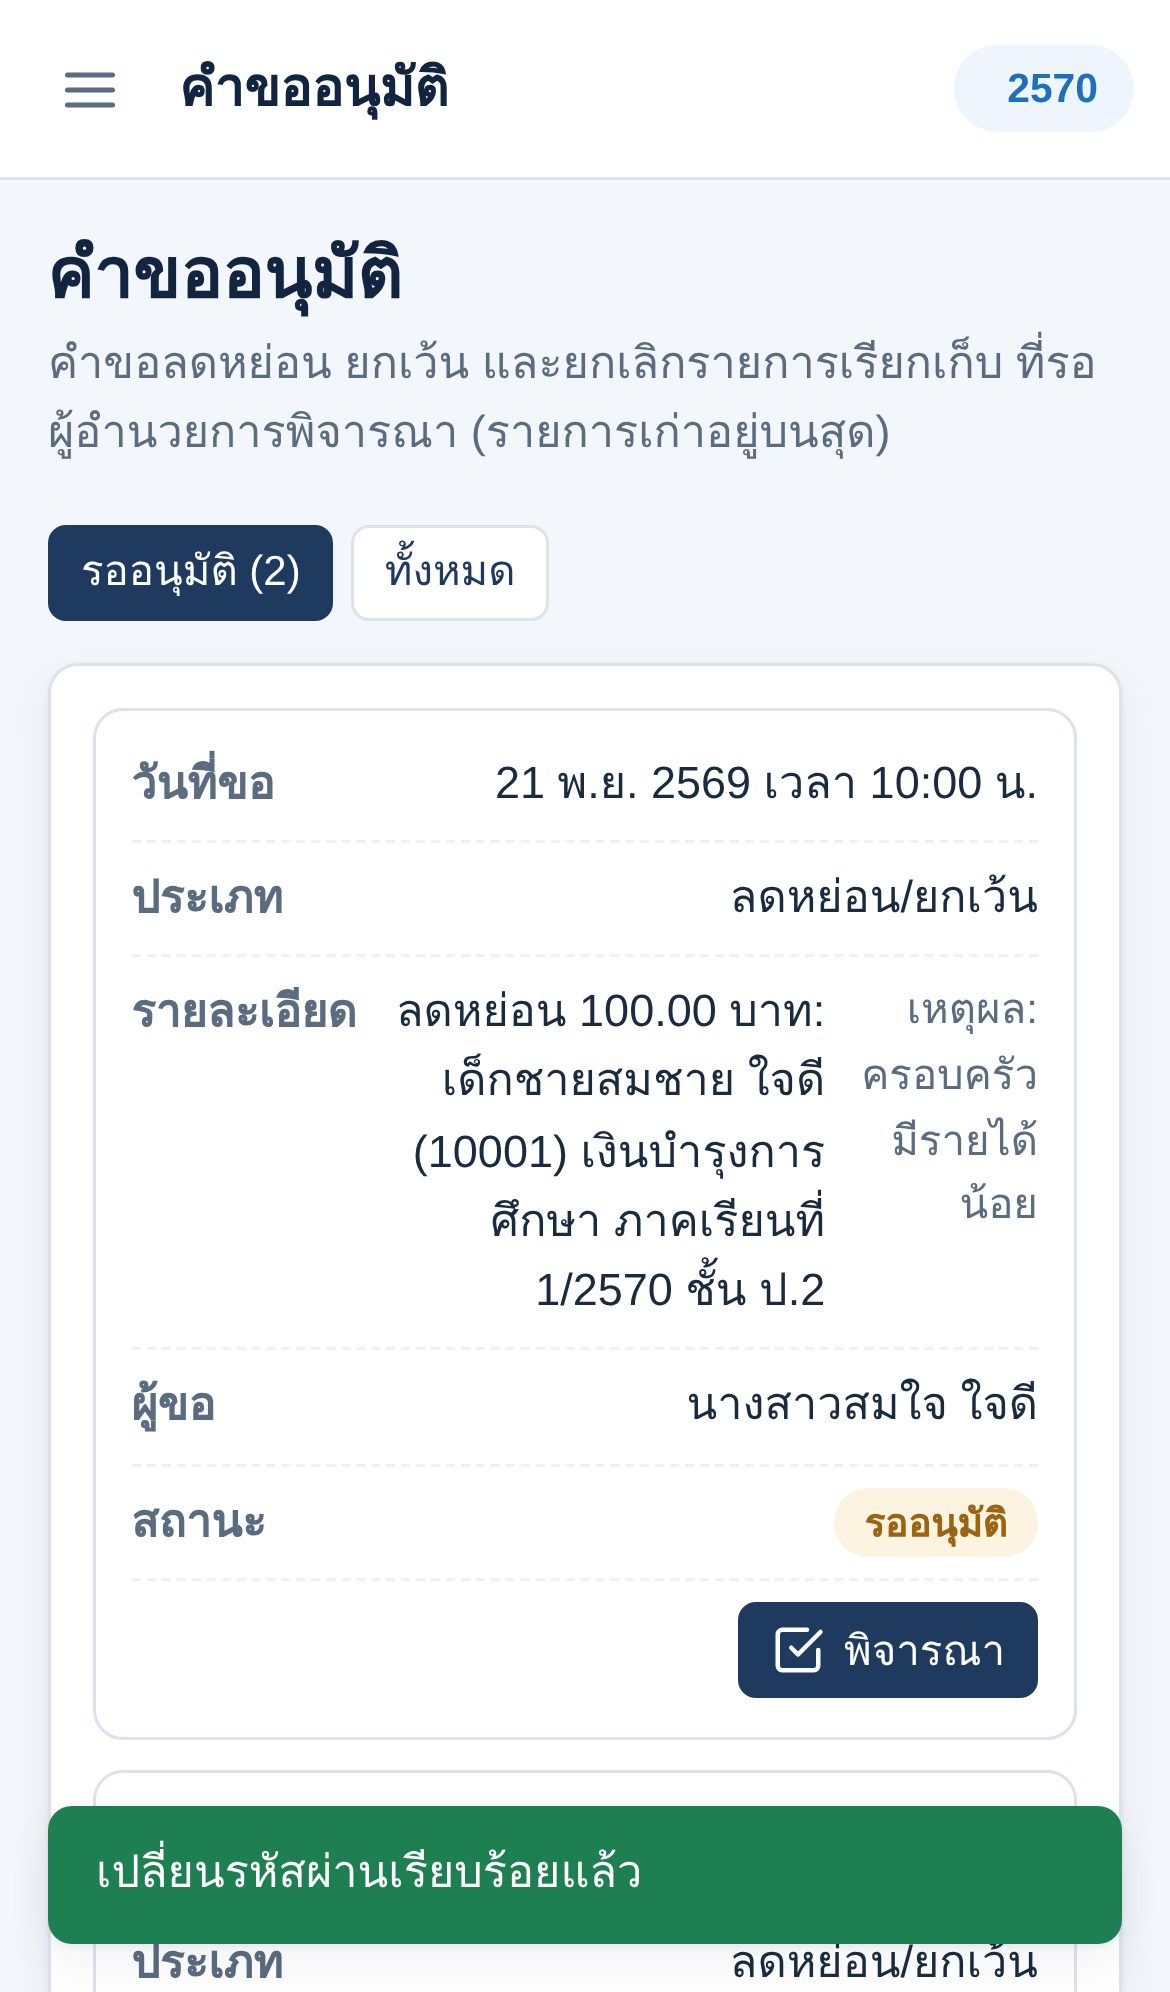 คำขออนุมัติ
2570
คำขออนุมัติ
คำขอลดหย่อน ยกเว้น และยกเลิกรายการเรียกเก็บ ที่รอ
ผู้อำนวยการพิจารณา (รายการเก่าอยู่บนสุด)
รออนุมัติ (2)
ทั้งหมด
วันที่ขอ
21 พ.ย. 2569 เวลา 10:00 น.
ประเภท
ลดหย่อน/ยกเว้น
รายละเอียด
ลดหย่อน 100.00 บาท:
เด็กชายสมชาย ใจดี
(10001) เงินบำรุงการ
ศึกษา ภาคเรียนที่
1/2570 ชั้น ป.2
เหตุผล:
ครอบครัว
มีรายได้
น้อย
ผู้ขอ
นางสาวสมใจ ใจดี
สถานะ
รออนุมัติ
พิจารณา
เปลี่ยนรหัสผ่านเรียบร้อยแล้ว
ประเภท
ลดหย่อน/ยกเว้น